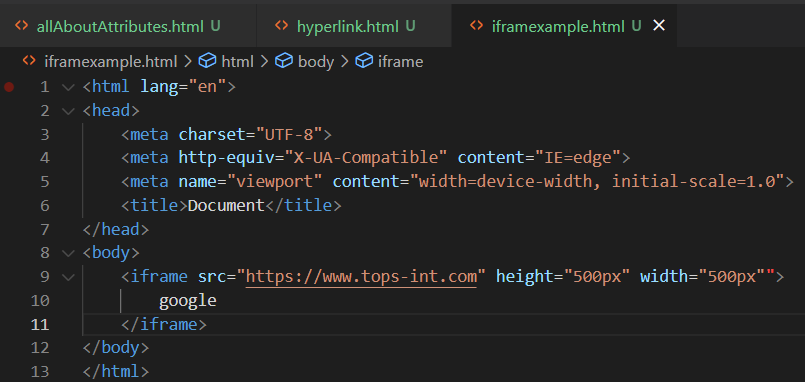 allAboutAttributes.html U hyperlink.html U iframexample.html U
iframexample.html > html > body > iframe
1 <html lang="en">
2 <head>
3 <meta charset="UTF-8">
4 <meta http-equiv="X-UA-Compatible" content="IE=edge">
5 <meta name="viewport" content="width=device-width, initial-scale=1.0">
6 <title>Document</title>
7 </head>
8 <body>
9 <iframe src="https://www.tops-int.com" height="500px" width="500px"">
10 google
11 </iframe>
12 </body>
13 </html>